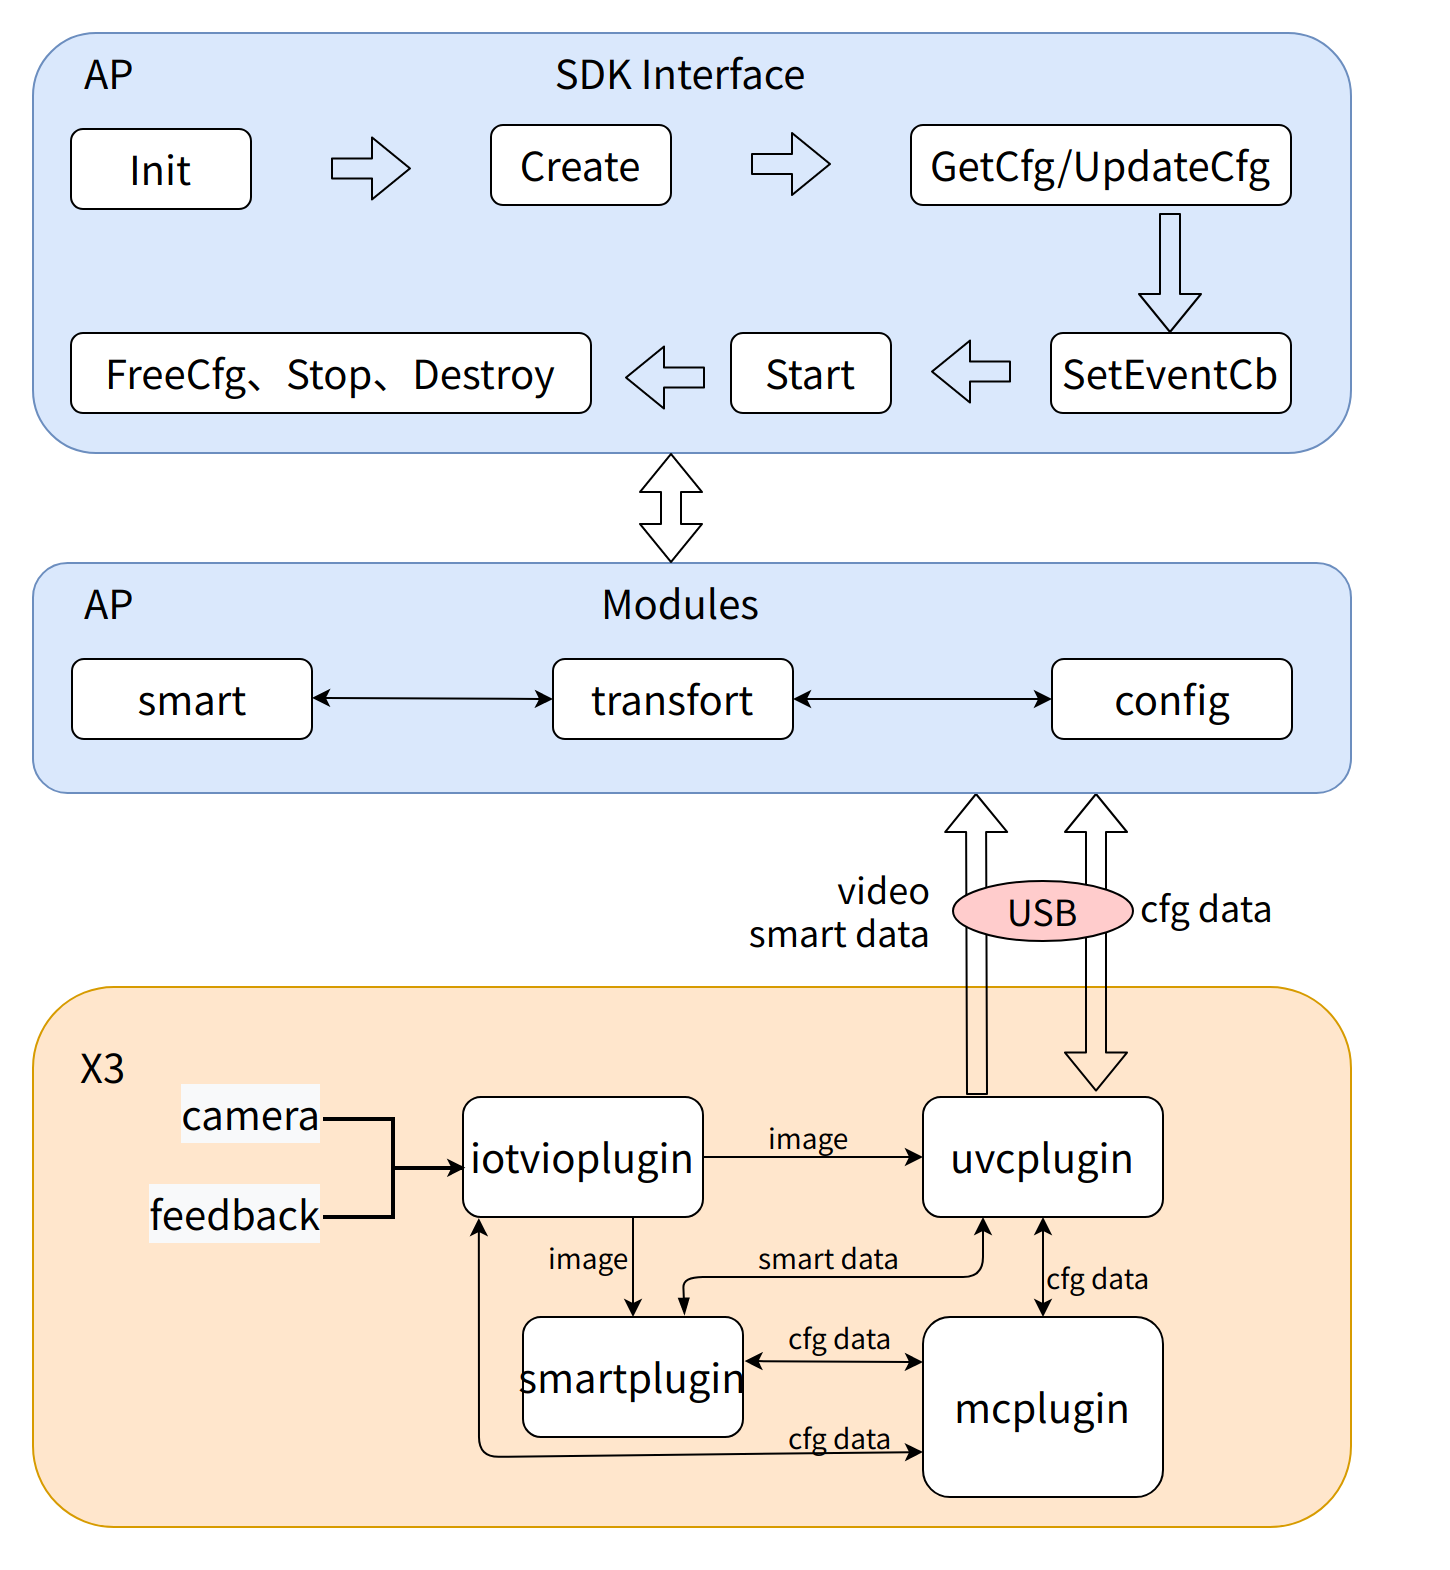 AP
SDK Interface
Init
Create
GetCfg/UpdateCfg
FreeCfg、Stop、Destroy
Start
SetEventCb
AP
Modules
smart
transfort
config
video
smart data
USB
cfg data
X3
camera
feedback
iotvioplugin
image
uvcplugin
image
smart data
cfg data
smartplugin
cfg data
mcplugin
cfg data